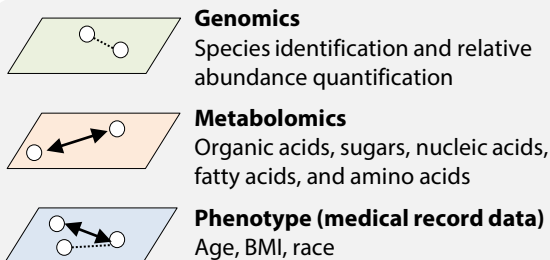 Genomics
Species identification and relative
abundance quantification
Metabolomics
Organic acids, sugars, nucleic acids,
fatty acids, and amino acids
Phenotype (medical record data)
Age, BMI, race